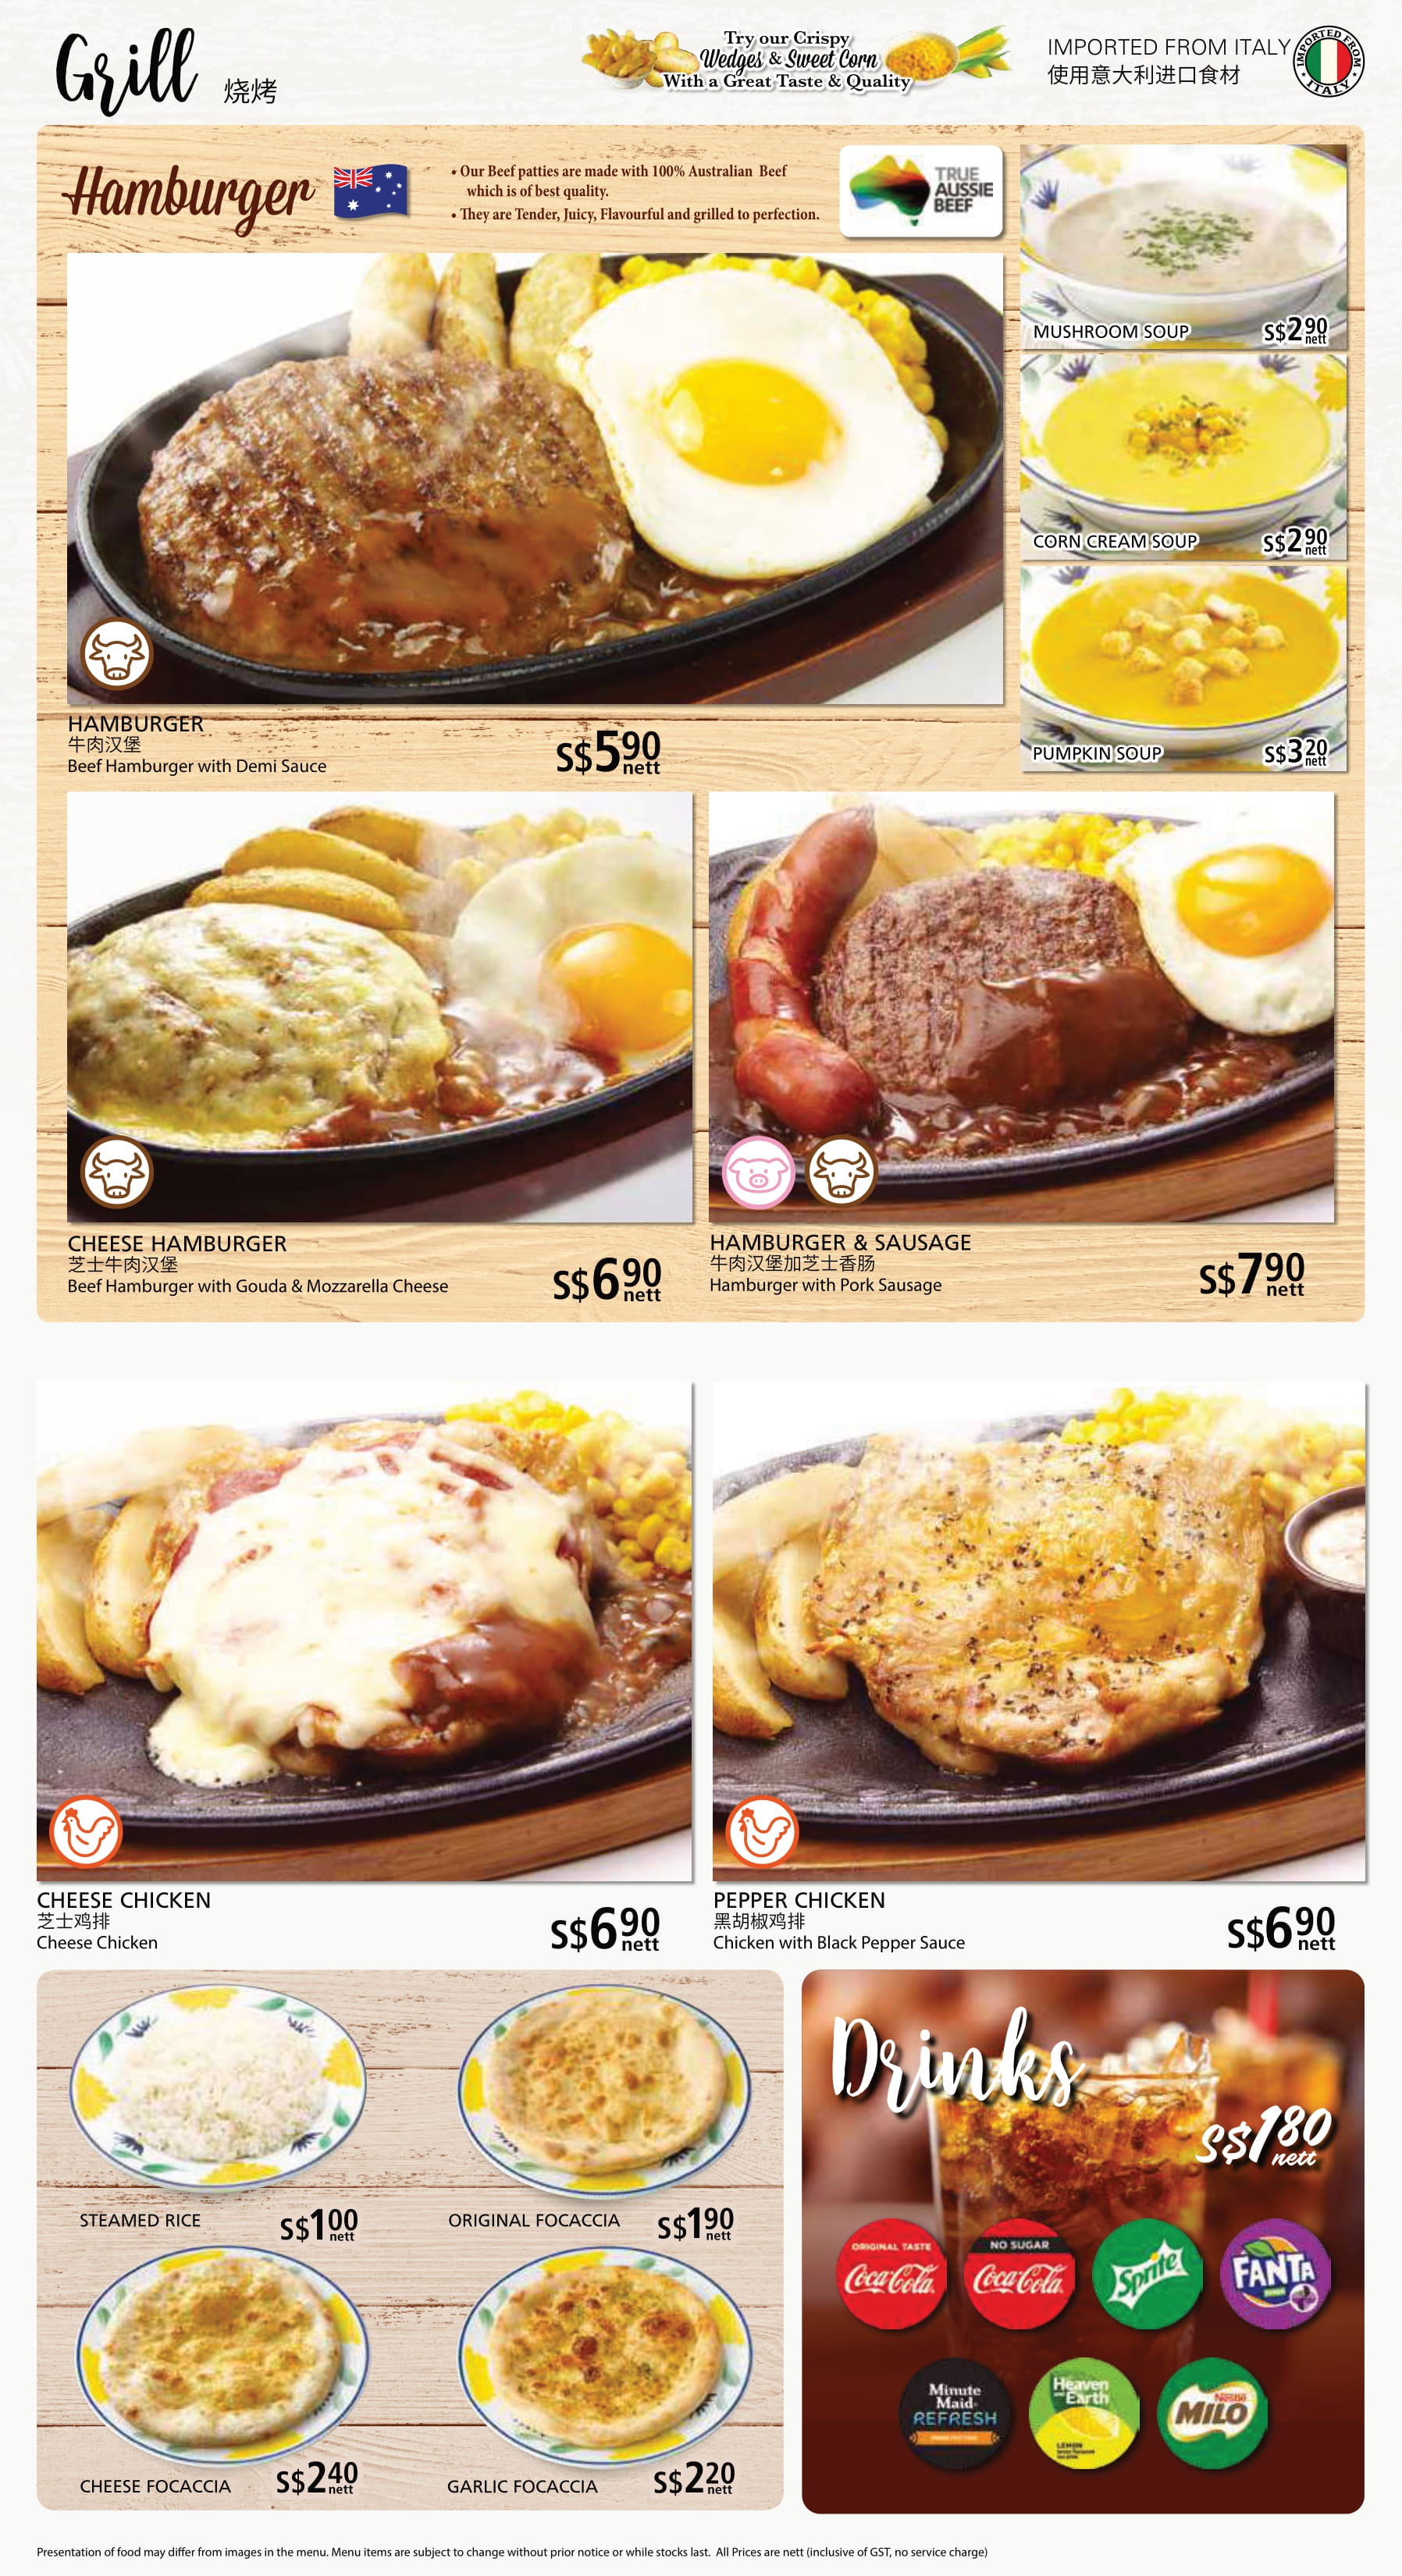 Grill 烧烤
Try our Crispy
Wedges & Sweet Corn
With a Great Taste & Quality
IMPORTED FROM ITALY
使用意大利进口食材
IMPORTED FROM
ITALY
Hamburger
• Our Beef patties are made with 100% Australian Beef
which is of best quality.
• They are Tender, Juicy, Flavourful and grilled to perfection.
TRUE
AUSSIE
BEEF
MUSHROOM SOUP S$2.90 nett
CORN CREAM SOUP S$2.90 nett
PUMPKIN SOUP S$3.20 nett
HAMBURGER
牛肉汉堡
Beef Hamburger with Demi Sauce
S$5.90 nett
CHEESE HAMBURGER
芝士牛肉汉堡
Beef Hamburger with Gouda & Mozzarella Cheese
S$6.90 nett
HAMBURGER & SAUSAGE
牛肉汉堡加芝士香肠
Hamburger with Pork Sausage
S$7.90 nett
CHEESE CHICKEN
芝士鸡排
Cheese Chicken
S$6.90 nett
PEPPER CHICKEN
黑胡椒鸡排
Chicken with Black Pepper Sauce
S$6.90 nett
STEAMED RICE S$1.00 nett
ORIGINAL FOCACCIA S$1.90 nett
CHEESE FOCACCIA S$2.40 nett
GARLIC FOCACCIA S$2.20 nett
Drinks
S$1.80 nett
ORIGINAL TASTE
Coca-Cola
NO SUGAR
Coca-Cola
Sprite
FANTA
Minute
Maid
REFRESH
Heaven
and Earth
LEMON
Nestlé
MILO
Presentation of food may differ from images in the menu. Menu items are subject to change without prior notice or while stocks last. All Prices are nett (inclusive of GST, no service charge)